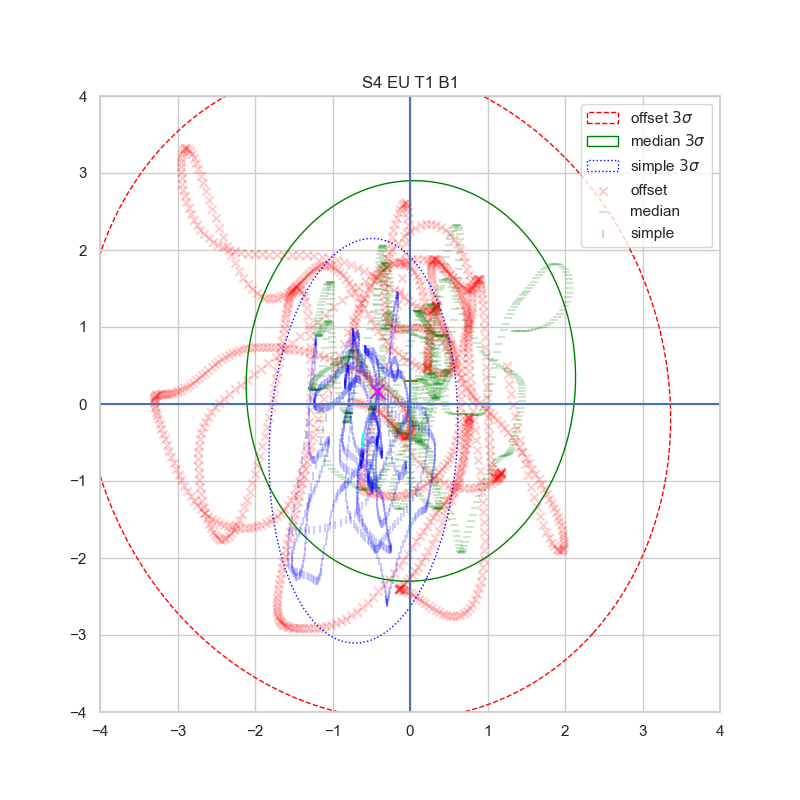 S4 EU T1 B1
offset 3σ
median 3σ
simple 3σ
offset
median
simple
4
3
2
1
0
−1
−2
−3
−4
−4 −3 −2 −1 0 1 2 3 4